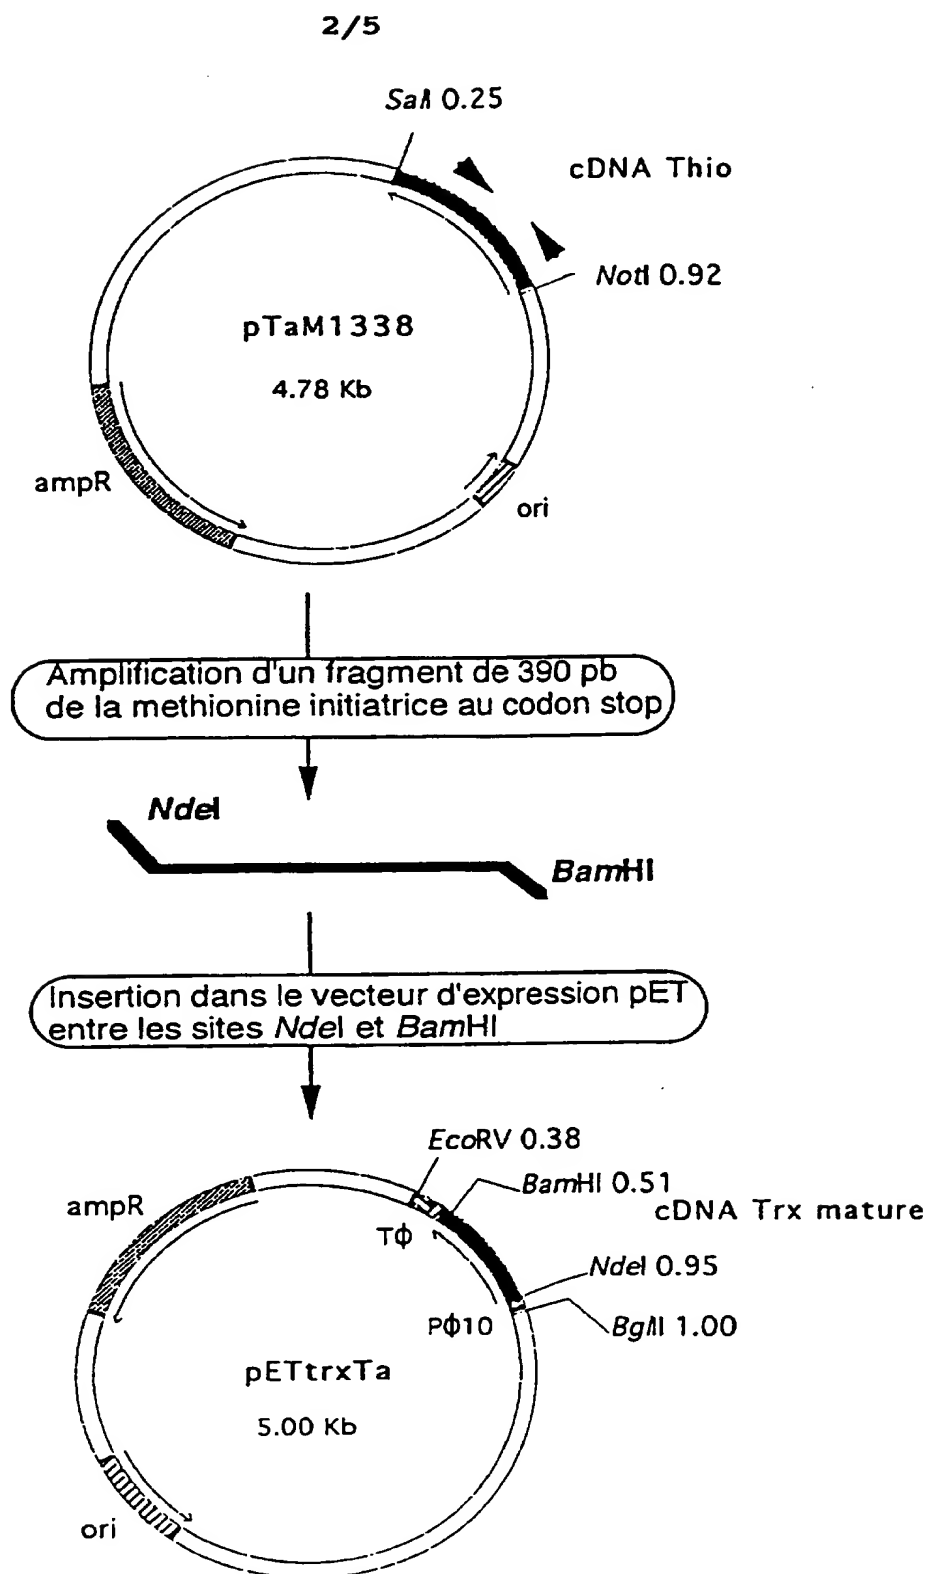 2/5
SalI 0.25
cDNA Thio
NotI 0.92
pTaM1338
4.78 Kb
ampR
ori
Amplification d'un fragment de 390 pb
de la methionine initiatrice au codon stop
NdeI
BamHI
Insertion dans le vecteur d'expression pET
entre les sites NdeI et BamHI
EcoRV 0.38
BamHI 0.51
ampR
cDNA Trx mature
TΦ
NdeI 0.95
PΦ10
BglII 1.00
pETtrxTa
5.00 Kb
ori